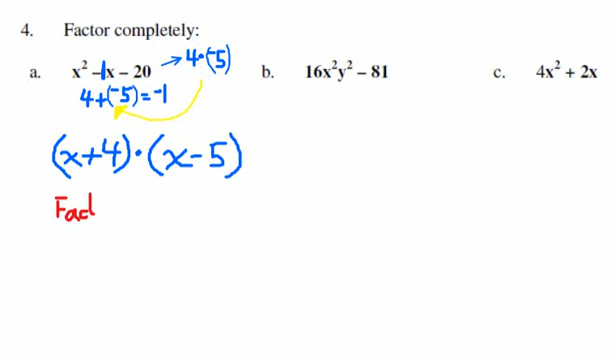 4. Factor completely:
a. x² – 1x – 20 → 4·(-5) b. 16x²y² – 81 c. 4x² + 2x
4+(-5)=-1
(x+4)·(x-5)
Fac